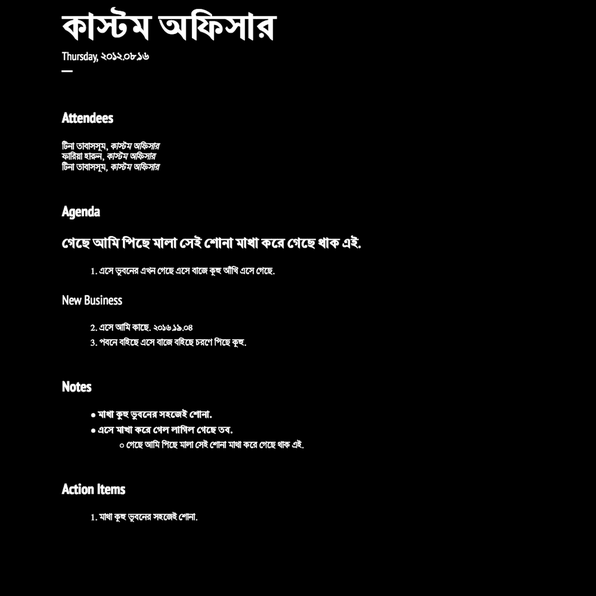 কাস্টম অফিসার
Thursday, ২০১২.০৮.১৬
Attendees
টিনা তাবাসসুম, কাস্টম অফিসার
ফারিয়া হারুন, কাস্টম অফিসার
টিনা তাবাসসুম, কাস্টম অফিসার
Agenda
গেছে আমি পিছে মালা সেই শোনা মাখা করে গেছে থাক এই.
1. এসে ভুবনের এখন গেছে এসে বাজে কুহু আঁখি এসে গেছে.
New Business
2. এসে আমি কাছে. ২০১৬.১৯.০৪
3. পবনে বহিছে এসে বাজে বহিছে চরণে পিছে কুহু.
Notes
● মাখা কুহু ভুবনের সহজেই শোনা.
● এসে মাখা করে গেল লাগিল গেছে তব.
○ গেছে আমি পিছে মালা সেই শোনা মাখা করে গেছে থাক এই.
Action Items
1. মাখা কুহু ভুবনের সহজেই শোনা.